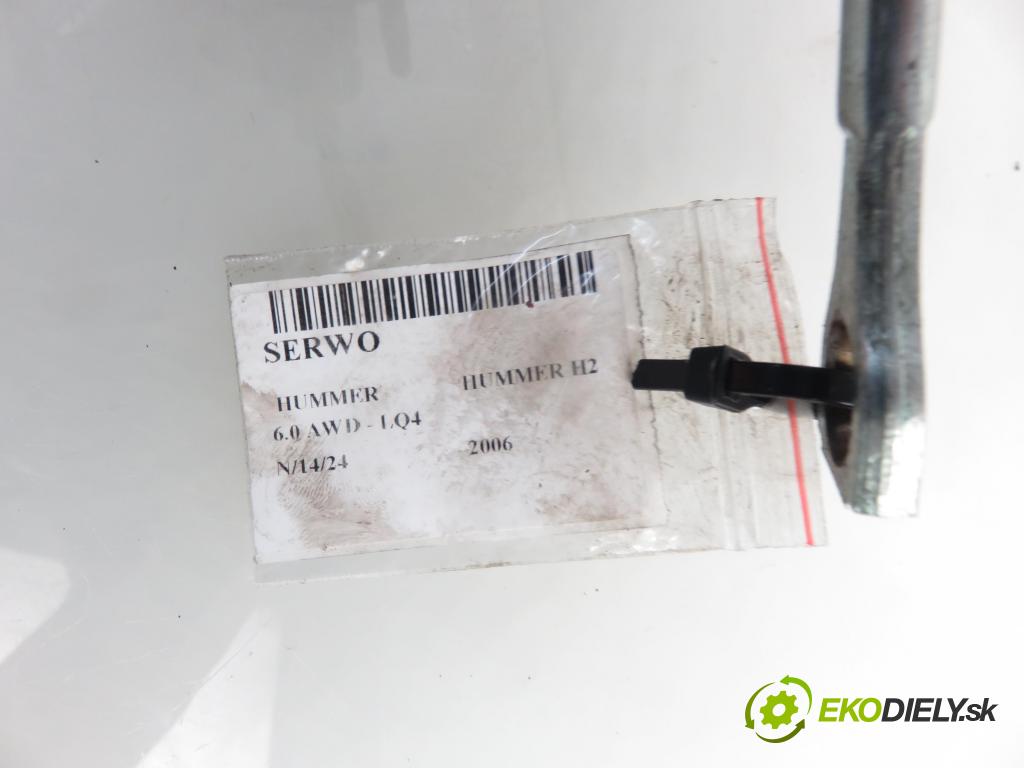 SERWO
HUMMER HUMMER H2
6.0 AWD - LQ4
N/14/24 2006
EKODIELY.sk